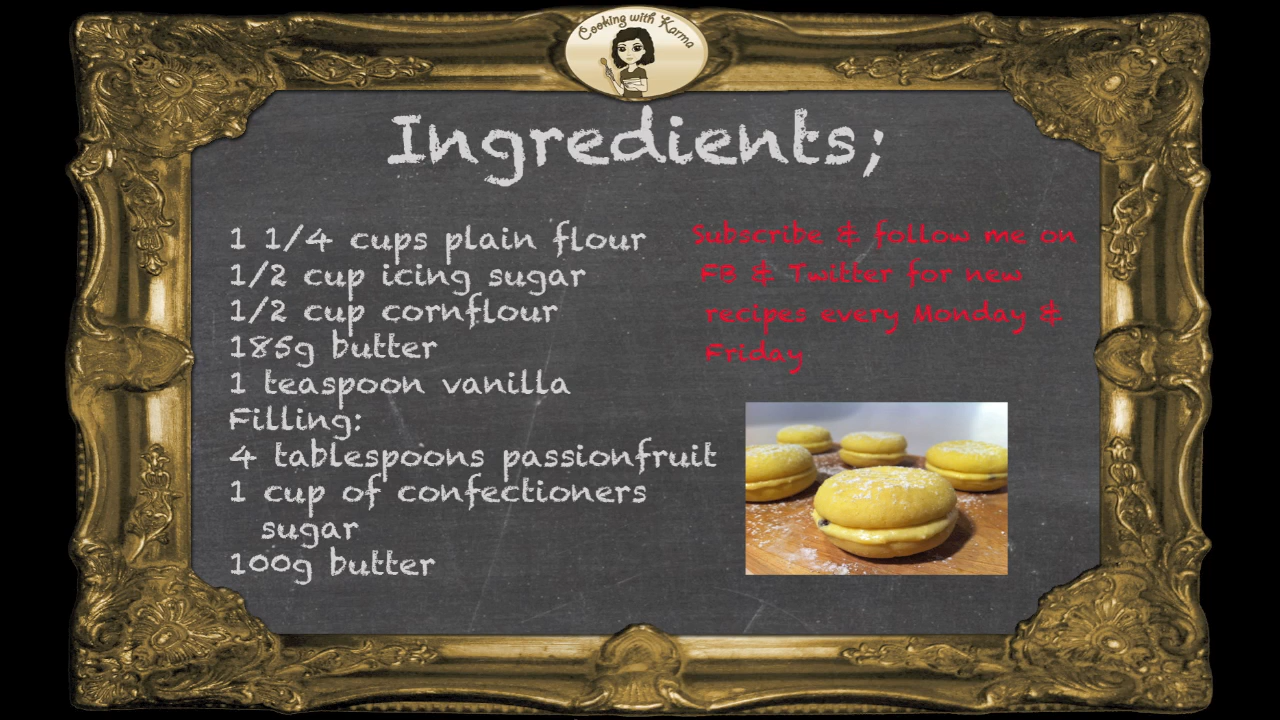 Cooking with Karma
Ingredients;
1 1/4 cups plain flour
1/2 cup icing sugar
1/2 cup cornflour
185g butter
1 teaspoon vanilla
Filling:
4 tablespoons passionfruit
1 cup of confectioners
sugar
100g butter
Subscribe & follow me on
FB & Twitter for new
recipes every Monday &
Friday